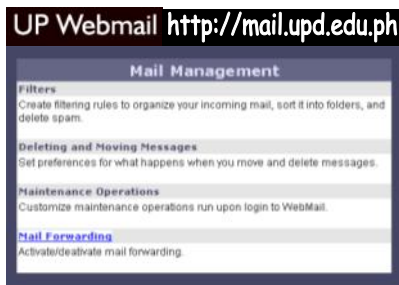 UP Webmail http://mail.upd.edu.ph
Mail Management
Filters
Create filtering rules to organize your incoming mail, sort it into folders, and
delete spam.
Deleting and Moving Messages
Set preferences for what happens when you move and delete messages.
Maintenance Operations
Customize maintenance operations run upon login to WebMail.
Mail Forwarding
Activate/deativate mail forwarding.